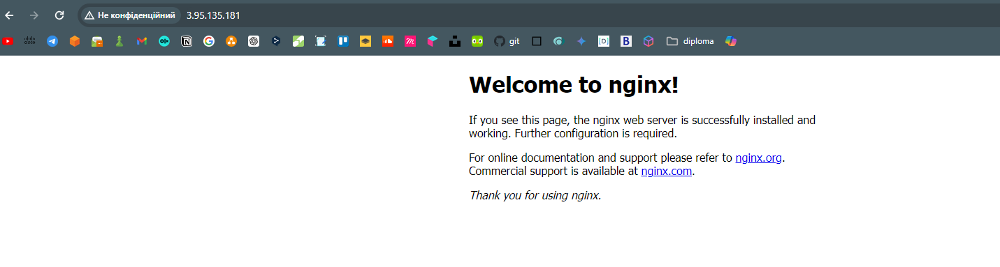 Не конфіденційний 3.95.135.181
git diploma
Welcome to nginx!
If you see this page, the nginx web server is successfully installed and
working. Further configuration is required.
For online documentation and support please refer to nginx.org.
Commercial support is available at nginx.com.
Thank you for using nginx.